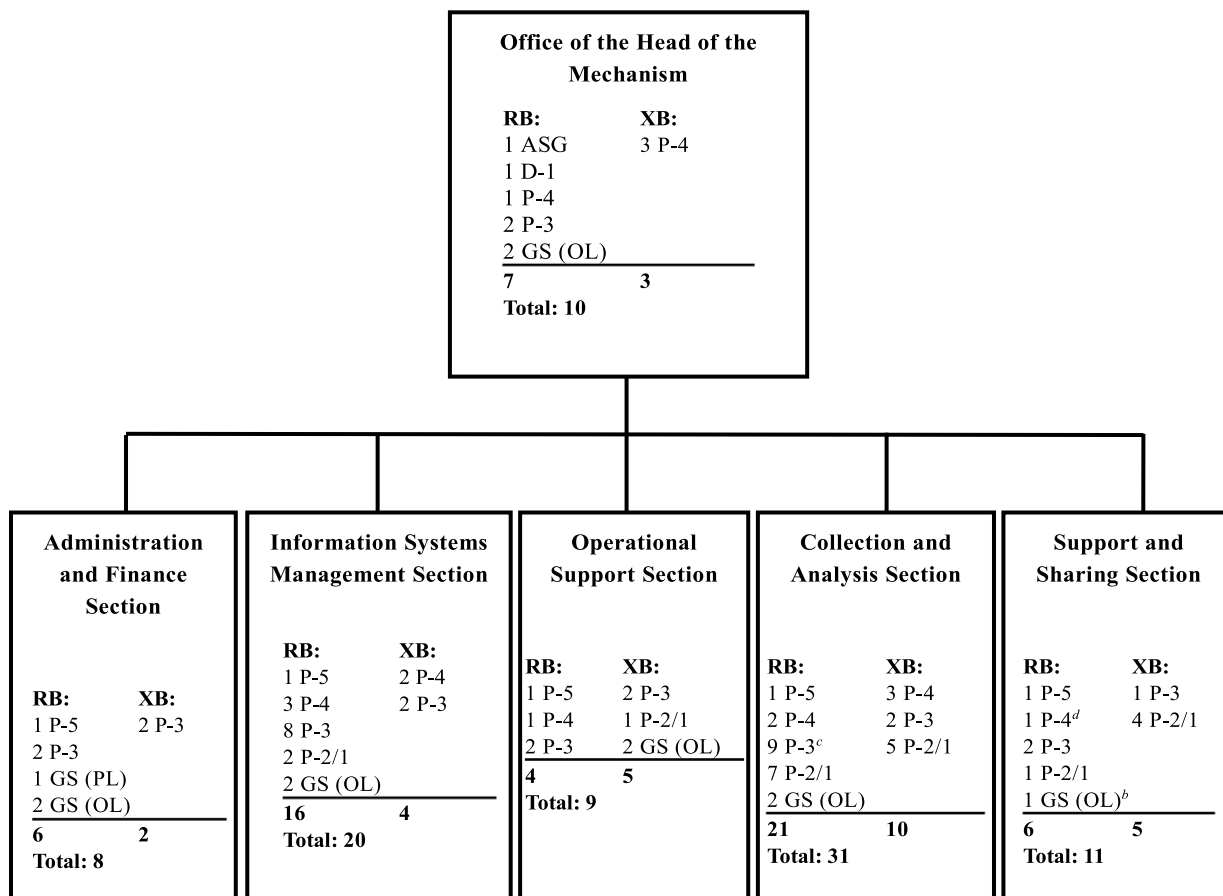 Office of the Head of the
Mechanism
RB: XB:
1 ASG 3 P-4
1 D-1
1 P-4
2 P-3
2 GS (OL)
7 3
Total: 10
Administration
and Finance
Section
RB: XB:
1 P-5 2 P-3
2 P-3
1 GS (PL)
2 GS (OL)
6 2
Total: 8
Information Systems
Management Section
RB: XB:
1 P-5 2 P-4
3 P-4 2 P-3
8 P-3
2 P-2/1
2 GS (OL)
16 4
Total: 20
Operational
Support Section
RB: XB:
1 P-5 2 P-3
1 P-4 1 P-2/1
2 P-3 2 GS (OL)
4 5
Total: 9
Collection and
Analysis Section
RB: XB:
1 P-5 3 P-4
2 P-4 2 P-3
9 P-3c 5 P-2/1
7 P-2/1
2 GS (OL)
21 10
Total: 31
Support and
Sharing Section
RB: XB:
1 P-5 1 P-3
1 P-4d 4 P-2/1
2 P-3
1 P-2/1
1 GS (OL)b
6 5
Total: 11